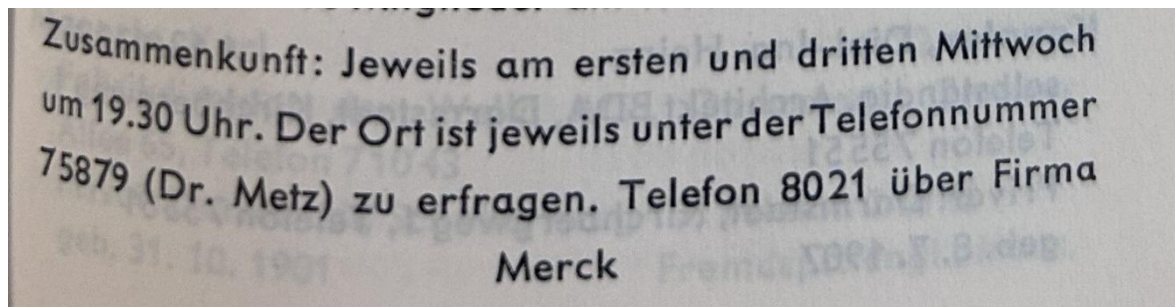 Zusammenkunft: Jeweils am ersten und dritten Mittwoch
um 19.30 Uhr. Der Ort ist jeweils unter der Telefonnummer
75879 (Dr. Metz) zu erfragen. Telefon 8021 über Firma
Merck